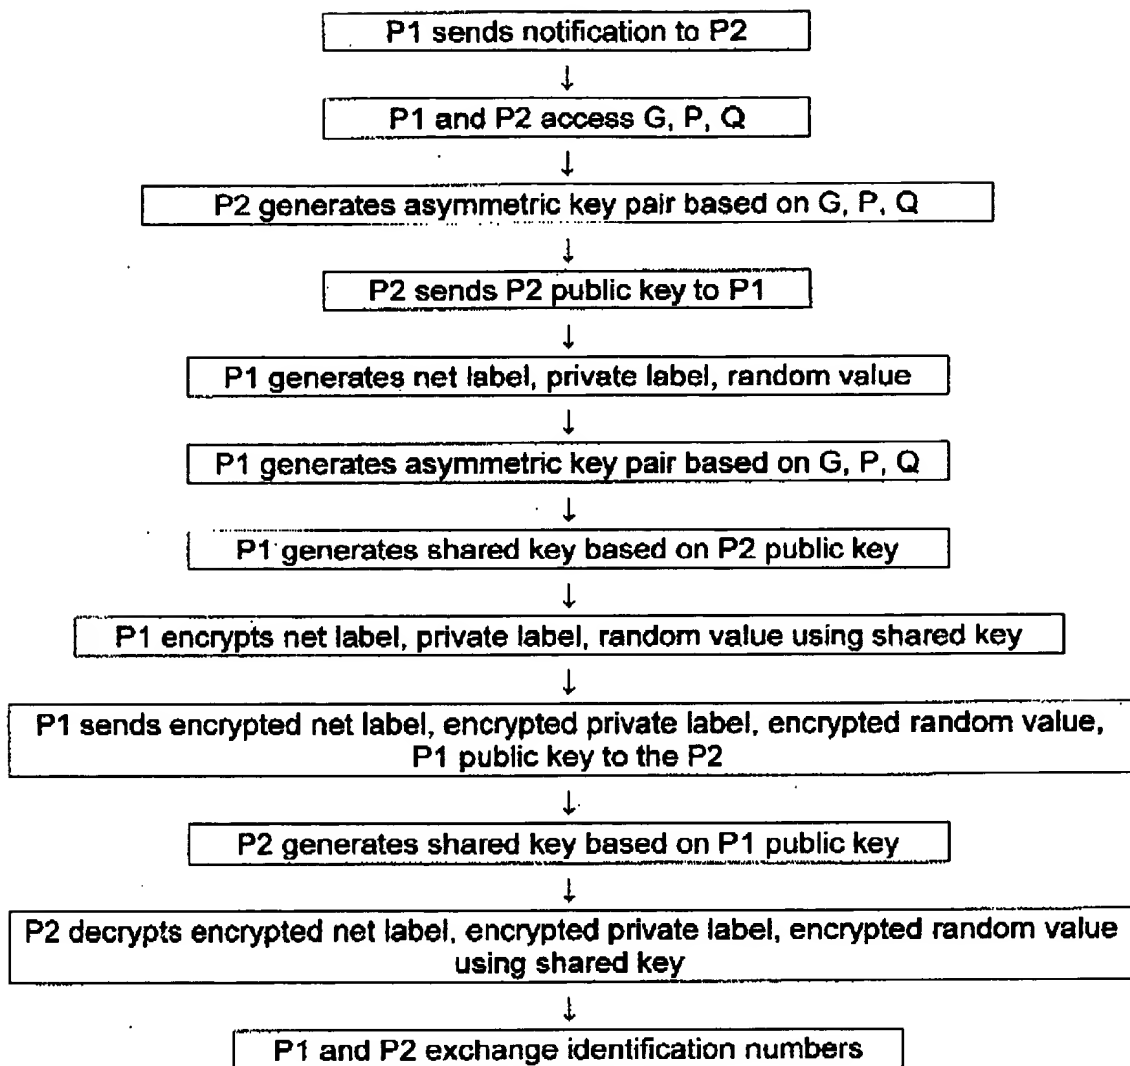 P1 sends notification to P2
↓
P1 and P2 access G, P, Q
↓
P2 generates asymmetric key pair based on G, P, Q
↓
P2 sends P2 public key to P1
↓
P1 generates net label, private label, random value
↓
P1 generates asymmetric key pair based on G, P, Q
↓
P1 generates shared key based on P2 public key
↓
P1 encrypts net label, private label, random value using shared key
↓
P1 sends encrypted net label, encrypted private label, encrypted random value,
P1 public key to the P2
↓
P2 generates shared key based on P1 public key
↓
P2 decrypts encrypted net label, encrypted private label, encrypted random value
using shared key
↓
P1 and P2 exchange identification numbers